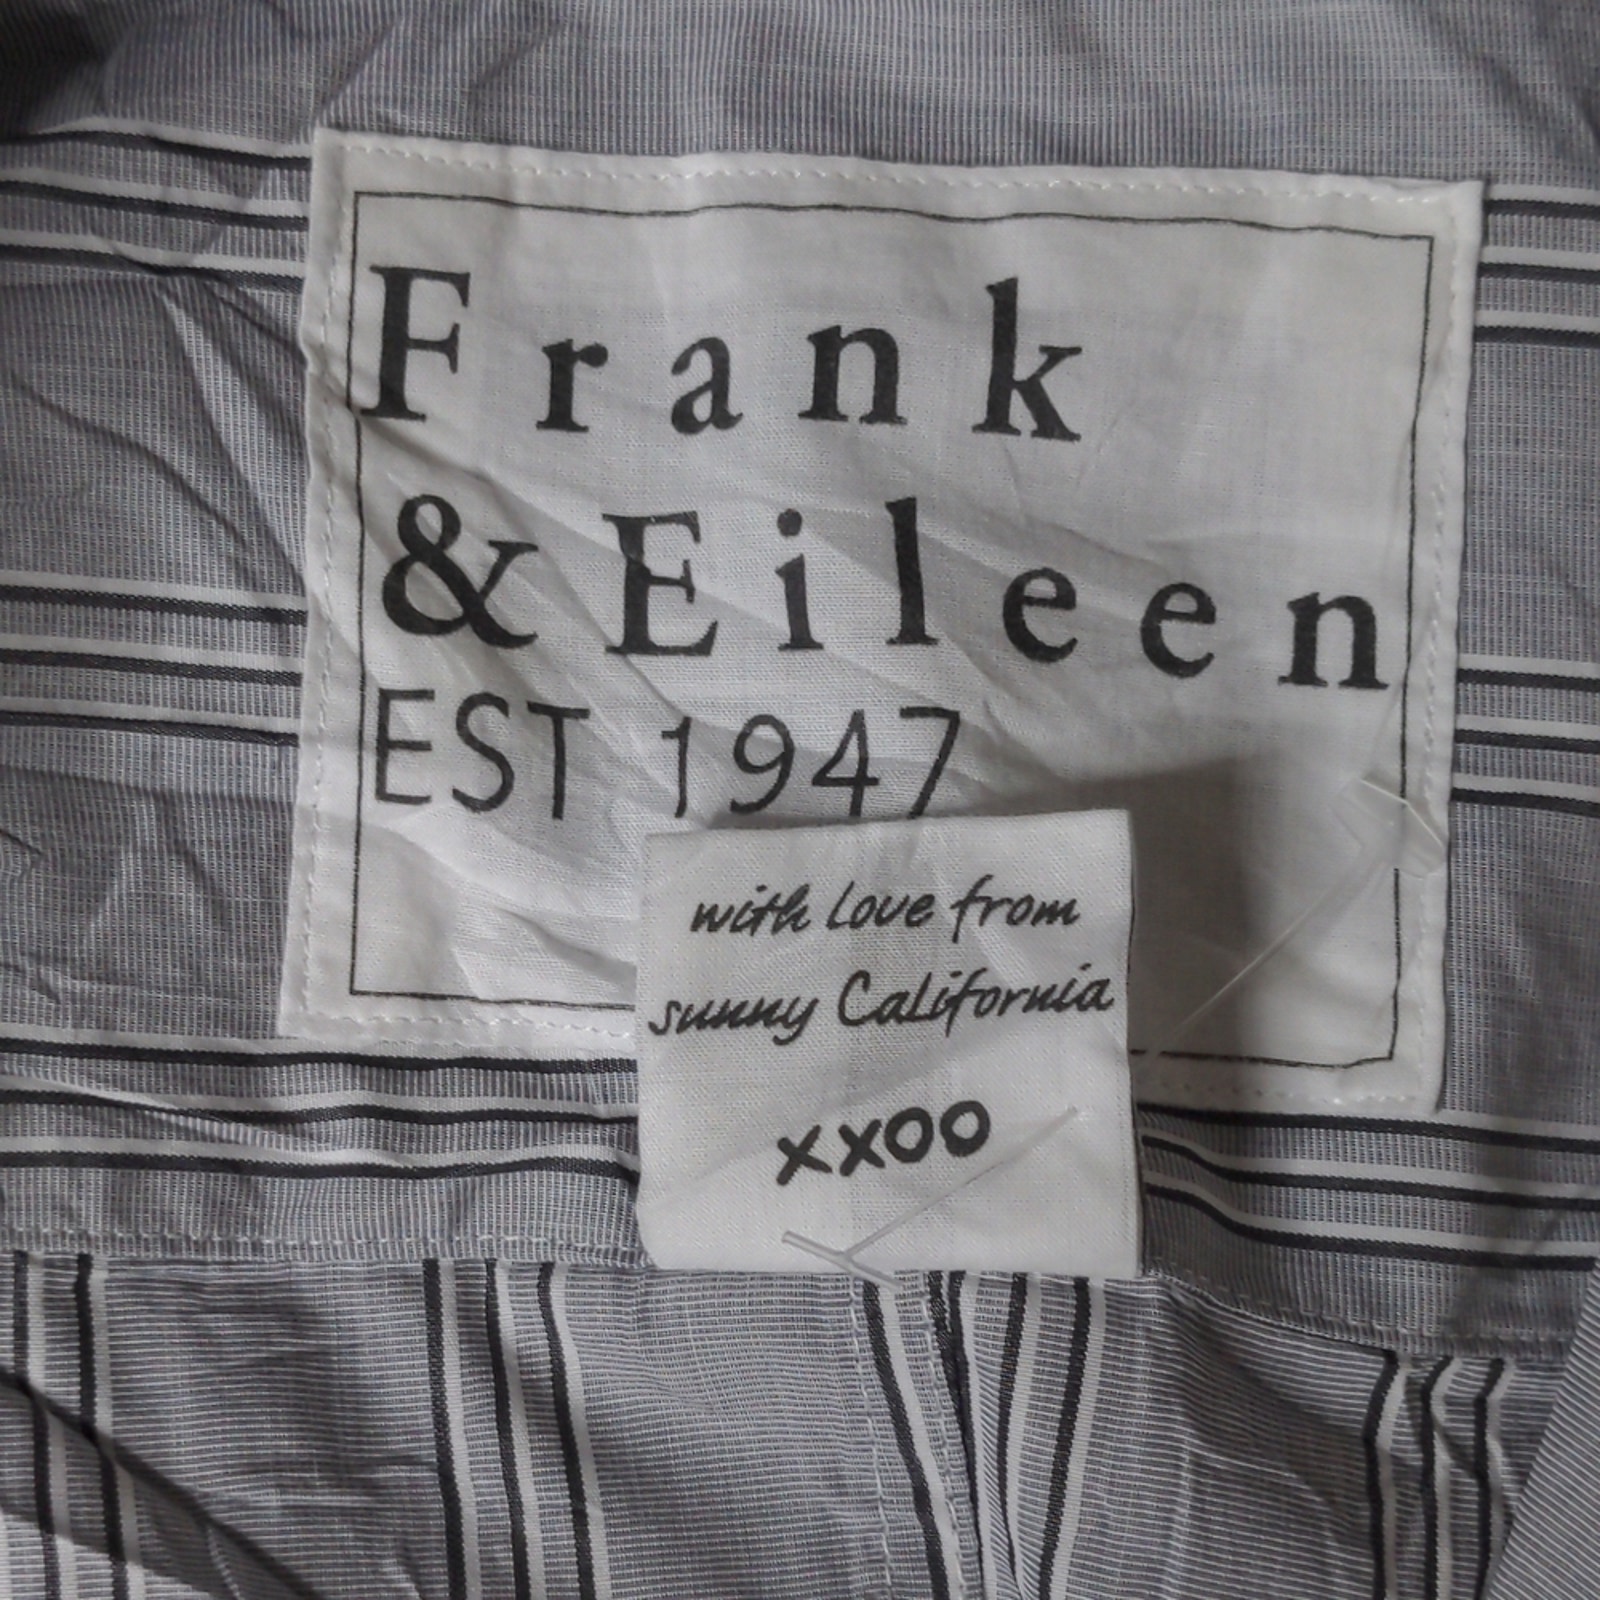 Frank
& Eileen
EST 1947
with love from
sunny California
xxoo